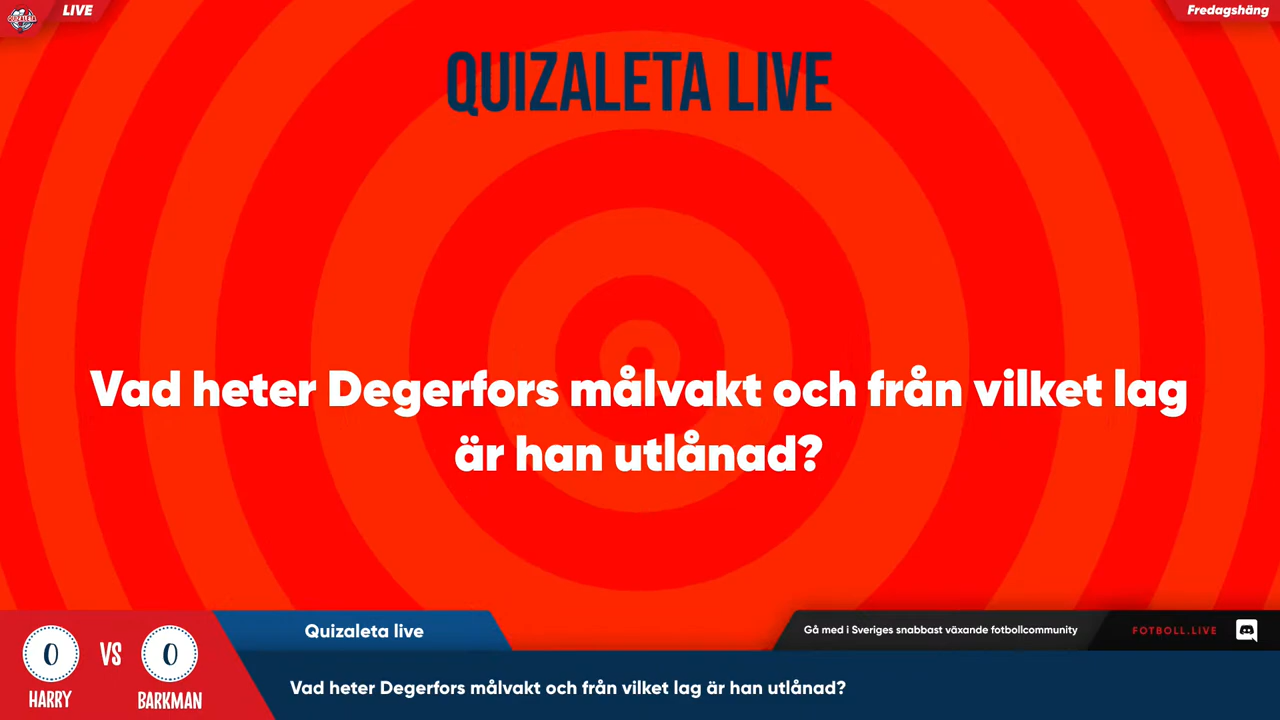 QUIZALETA
LIVE
Fredagshäng
QUIZALETA LIVE
Vad heter Degerfors målvakt och från vilket lag
är han utlånad?
Quizaleta live
Gå med i Sveriges snabbast växande fotbollcommunity
FOTBOLL.LIVE
0 VS 0
HARRY BARKMAN
Vad heter Degerfors målvakt och från vilket lag är han utlånad?